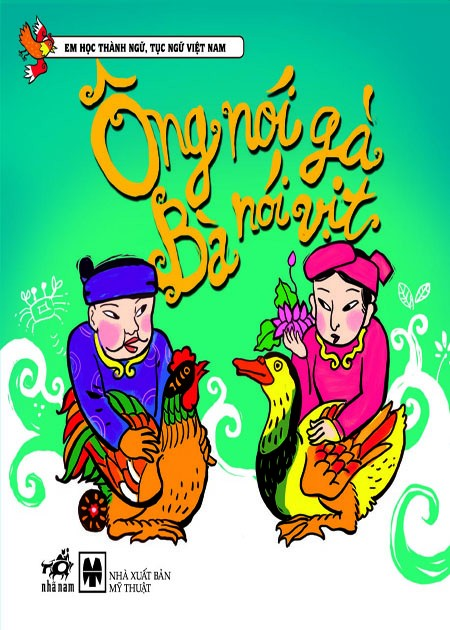 EM HỌC THÀNH NGỮ, TỤC NGỮ VIỆT NAM
Ông nói gà
Bà nói vịt
nhã nam
NHÀ XUẤT BẢN
MỸ THUẬT